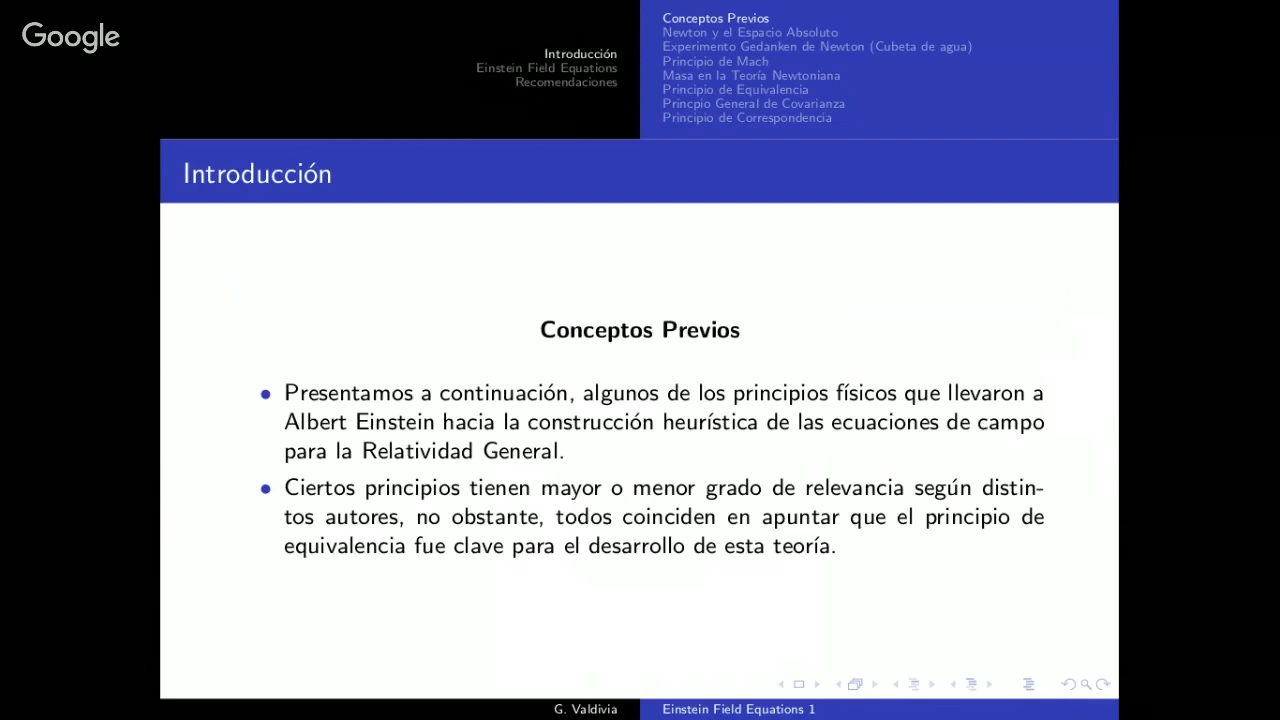 Google
Introducción
Einstein Field Equations
Recomendaciones
Conceptos Previos
Newton y el Espacio Absoluto
Experimento Gedanken de Newton (Cubeta de agua)
Principio de Mach
Masa en la Teoría Newtoniana
Principio de Equivalencia
Princpio General de Covarianza
Principio de Correspondencia
Introducción
Conceptos Previos
• Presentamos a continuación, algunos de los principios físicos que llevaron a
Albert Einstein hacia la construcción heurística de las ecuaciones de campo
para la Relatividad General.
• Ciertos principios tienen mayor o menor grado de relevancia según distin-
tos autores, no obstante, todos coinciden en apuntar que el principio de
equivalencia fue clave para el desarrollo de esta teoría.
G. Valdivia
Einstein Field Equations 1